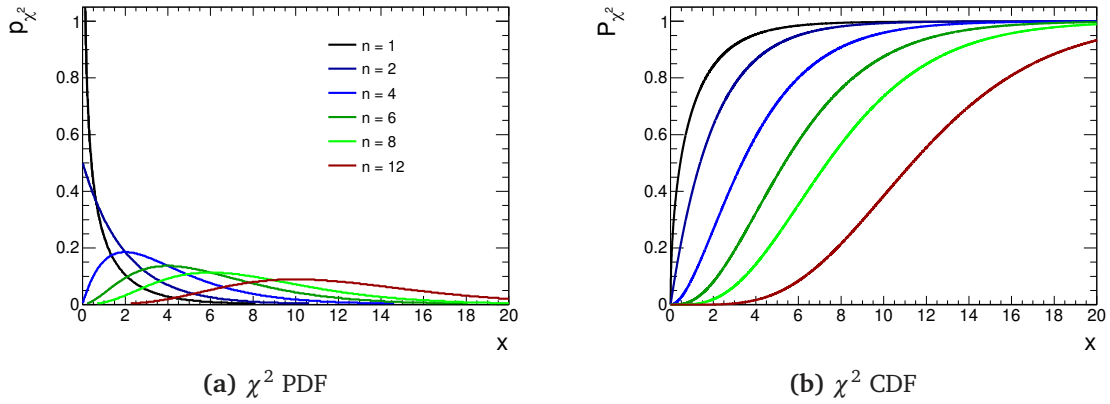 pχ²
1
0.8
0.6
0.4
0.2
0
0 2 4 6 8 10 12 14 16 18 20
x
n = 1
n = 2
n = 4
n = 6
n = 8
n = 12
(a) χ² PDF
Pχ²
1
0.8
0.6
0.4
0.2
0
0 2 4 6 8 10 12 14 16 18 20
x
(b) χ² CDF